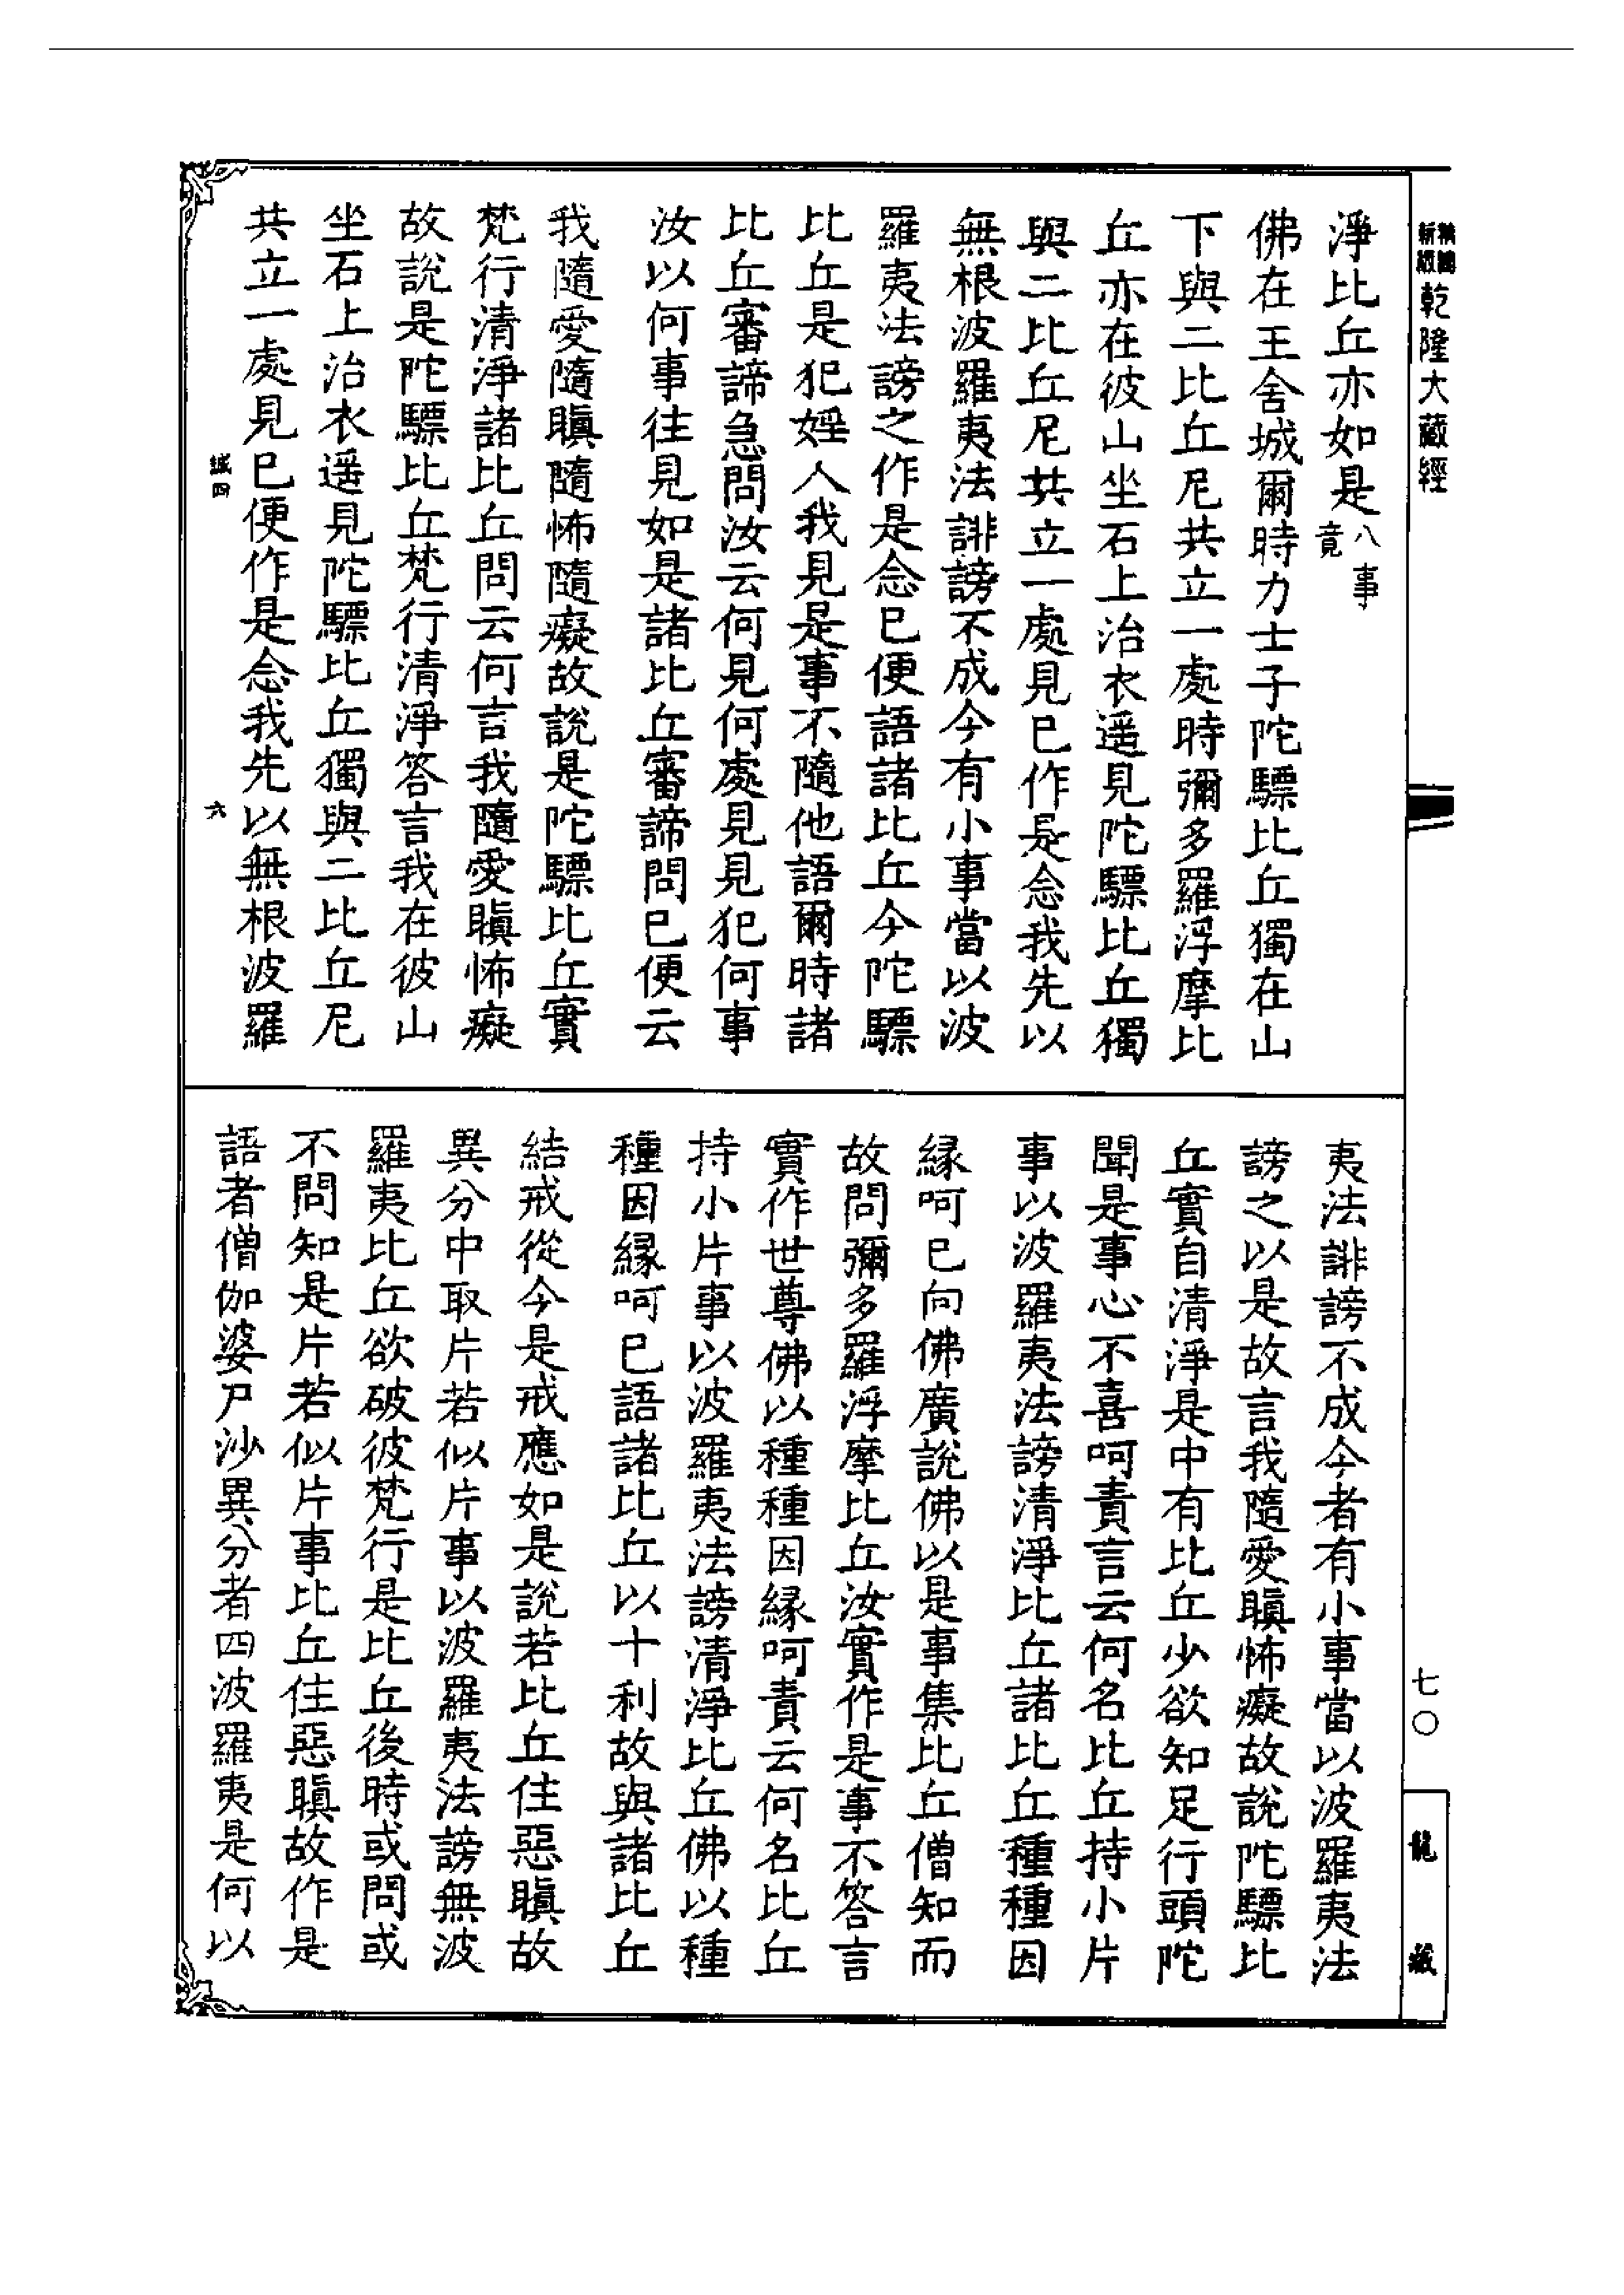 新編縮圖
乾隆大藏經
淨比丘亦如是八事竟
佛在王舍城爾時力士子陀驃比丘獨在山
下與二比丘尼共立一處時彌多羅浮摩比
丘亦在彼山坐石上治衣遥見陀驃比丘獨
與二比丘尼共立一處見巳作是念我先以
無根波羅夷法誹謗不成今有小事當以波
羅夷法謗之作是念巳便語諸比丘今陀驃
比丘是犯婬人我見是事不隨他語爾時諸
比丘審諦急問汝云何見何處見見犯何事
汝以何事往見如是諸比丘審諦問巳便云
我隨愛隨瞋隨怖隨癡故說是陀驃比丘實
梵行清淨諸比丘問云何言我隨愛瞋怖癡
故說是陀驃比丘梵行清淨答言我在彼山
坐石上治衣遥見陀驃比丘獨與二比丘尼
共立一處見巳便作是念我先以無根波羅
誠四
六
夷法誹謗不成今者有小事當以波羅夷法
謗之以是故言我隨愛瞋怖癡故說陀驃比
丘實自清淨是中有比丘少欲知足行頭陀
聞是事心不喜呵責言云何名比丘持小片
事以波羅夷法謗清淨比丘諸比丘種種因
緣呵巳向佛廣說佛以是事集比丘僧知而
故問彌多羅浮摩比丘汝實作是事不答言
實作世尊佛以種種因緣呵責云何名比丘
持小片事以波羅夷法謗清淨比丘佛以種
種因緣呵巳語諸比丘以十利故與諸比丘
結戒從今是戒應如是說若比丘住惡瞋故
異分中取片若似片事以波羅夷法謗無波
羅夷比丘欲破彼梵行是比丘後時或問或
不問知是片若似片事比丘住惡瞋故作是
語者僧伽婆尸沙異分者四波羅夷是何以
七〇
龍藏